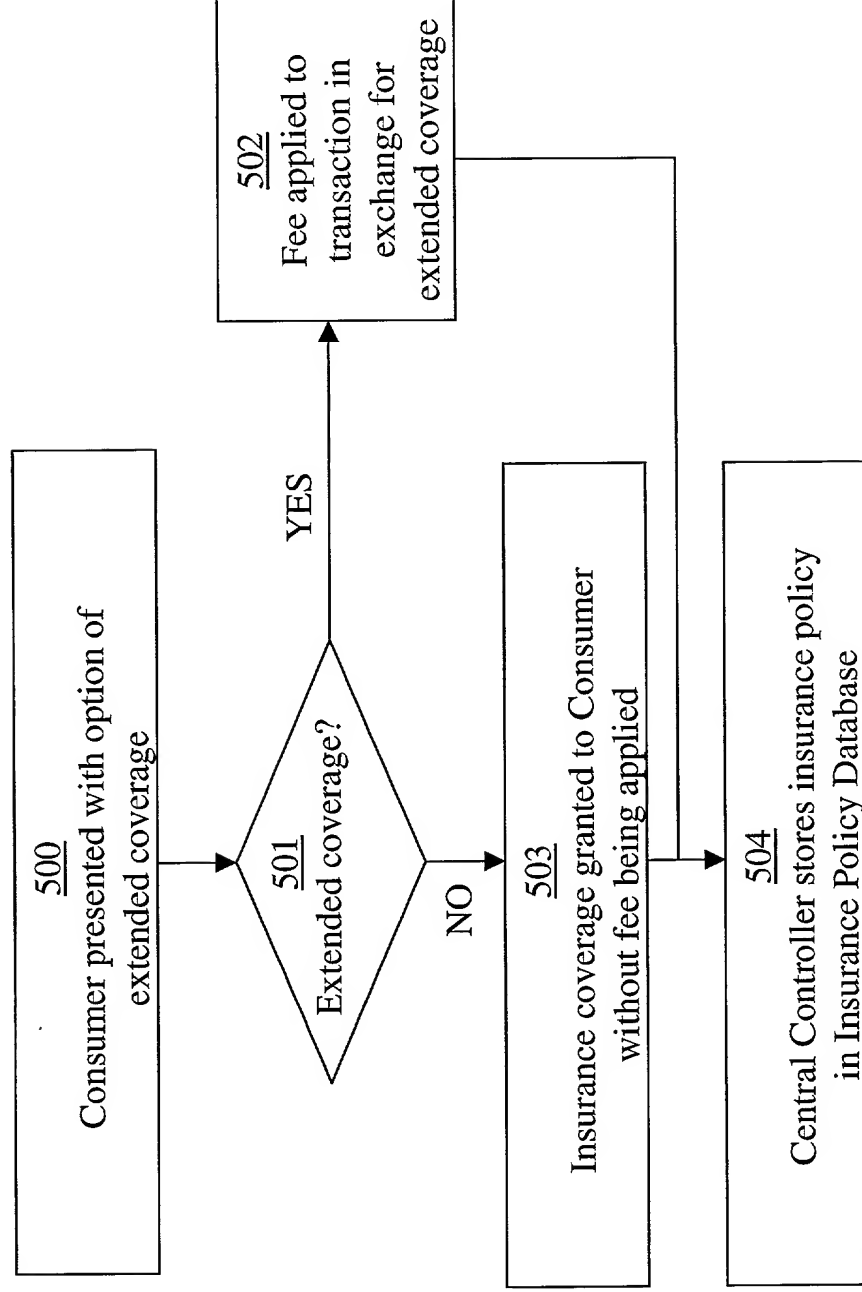 500
Consumer presented with option of
extended coverage
501
Extended coverage?
YES
502
Fee applied to
transaction in
exchange for
extended coverage
NO
503
Insurance coverage granted to Consumer
without fee being applied
504
Central Controller stores insurance policy
in Insurance Policy Database